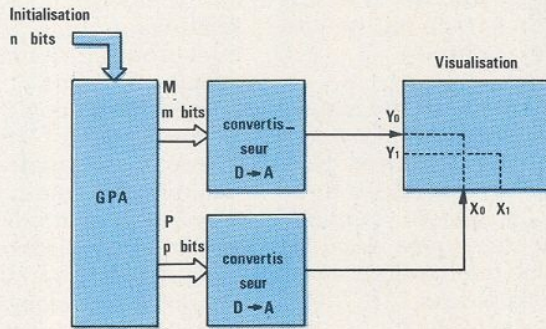 Initialisation
n bits
Visualisation
M
m bits
convertis_
seur
D → A
Y₀
Y₁
GPA
X₀ X₁
P
p bits
convertis
seur
D → A